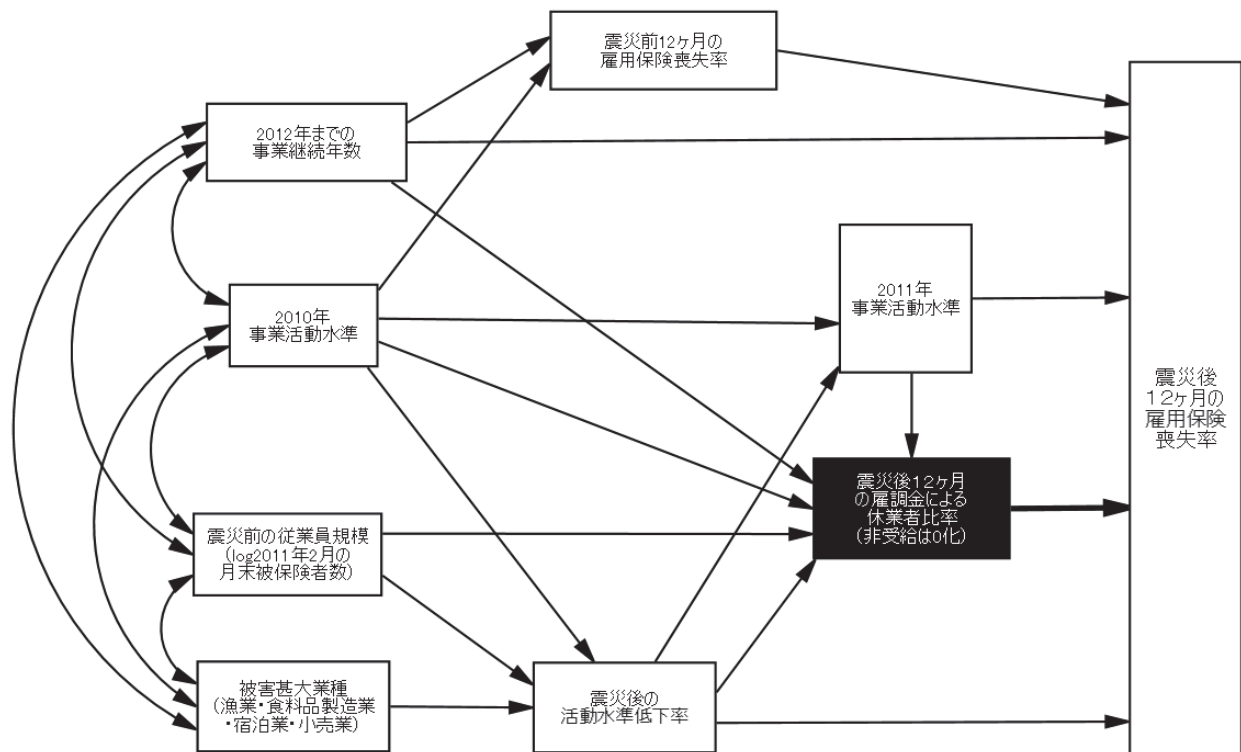 震災前12ヶ月の
雇用保険喪失率
2012年までの
事業継続年数
2010年
事業活動水準
2011年
事業活動水準
震災後
12ヶ月の
雇用保険
喪失率
震災後12ヶ月
の雇調金による
休業者比率
(非受給は0化)
震災前の従業員規模
(log2011年2月の
月末被保険者数)
被害甚大業種
(漁業・食料品製造業
・宿泊業・小売業)
震災後の
活動水準低下率